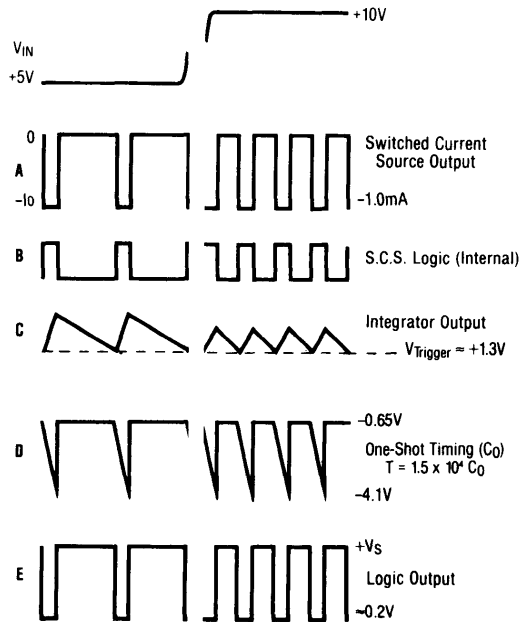 +10V
VIN
+5V
0
A
-Io
Switched Current
Source Output
-1.0mA
B
S.C.S. Logic (Internal)
C
Integrator Output
VTrigger ≈ +1.3V
D
-0.65V
One-Shot Timing (CO)
T = 1.5 x 10⁴ CO
-4.1V
E
+VS
Logic Output
≈0.2V